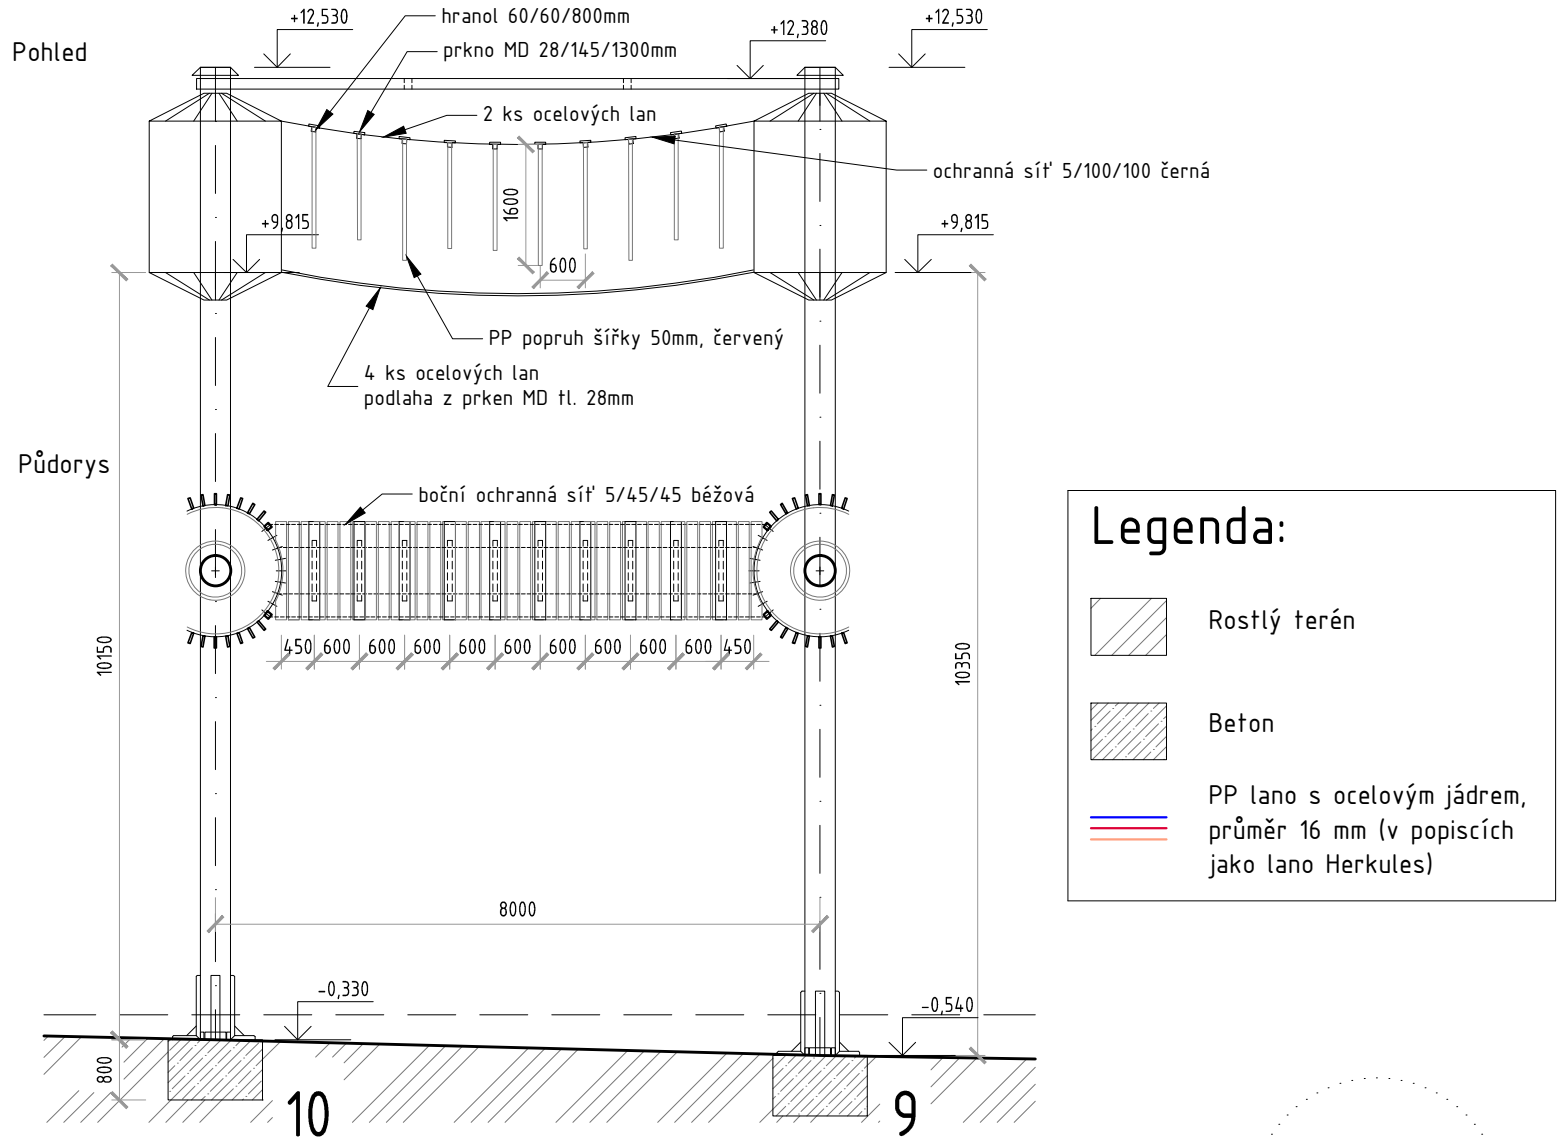 Pohled
+12,530
hranol 60/60/800mm
prkno MD 28/145/1300mm
+12,380
+12,530
2 ks ocelových lan
ochranná síť 5/100/100 černá
1600
+9,815
+9,815
600
PP popruh šířky 50mm, červený
4 ks ocelových lan
podlaha z prken MD tl. 28mm
Půdorys
boční ochranná síť 5/45/45 béžová
450 600 600 600 600 600 600 600 600 600 450
10150
10350
8000
-0,330
-0,540
800
10
9
Legenda:
Rostlý terén
Beton
PP lano s ocelovým jádrem,
průměr 16 mm (v popiscích
jako lano Herkules)